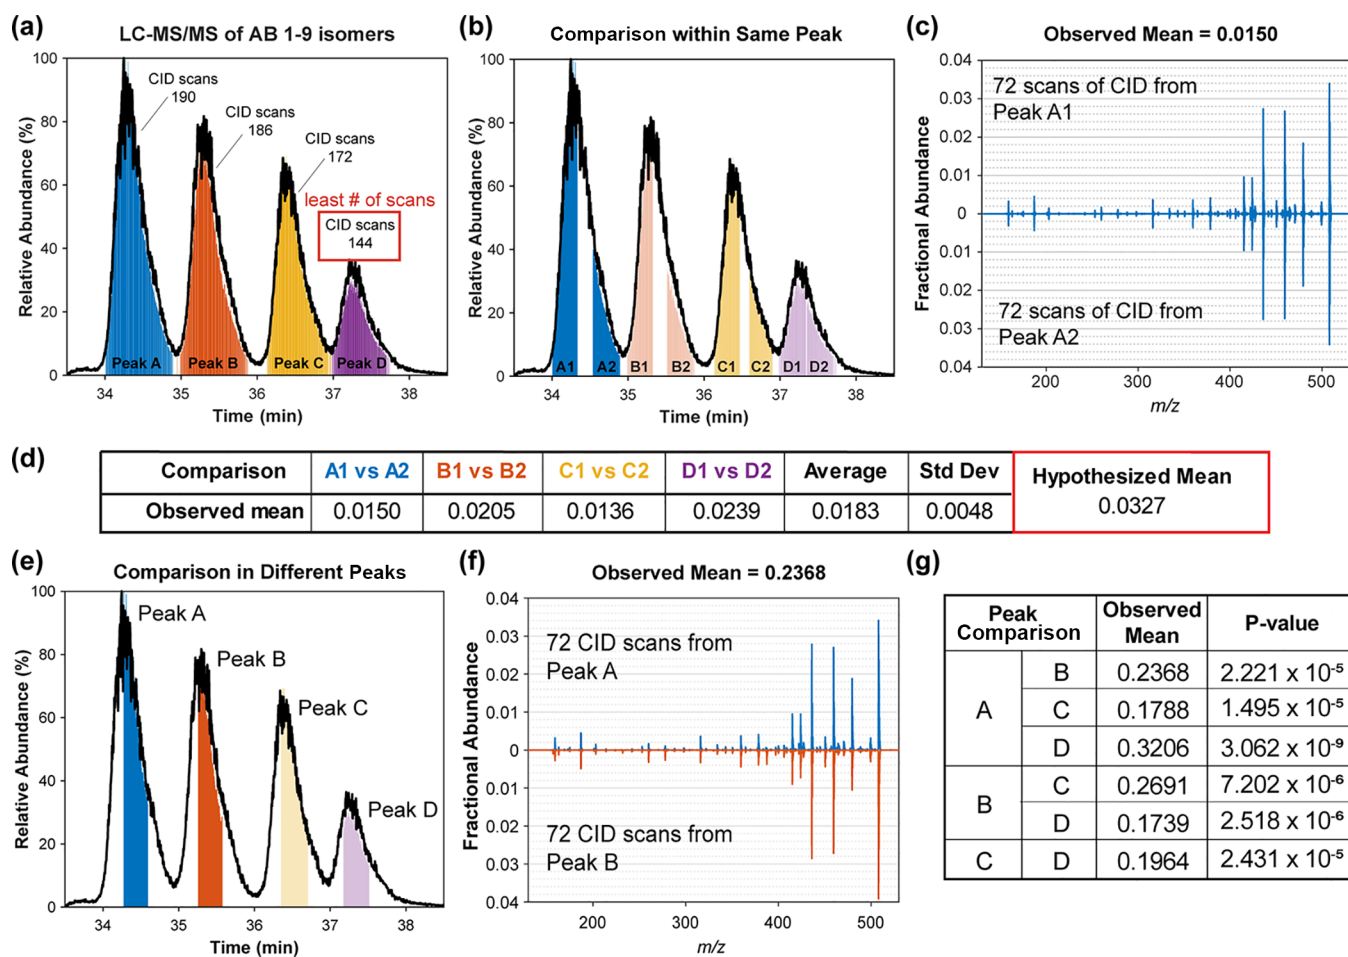 (a)
LC-MS/MS of AB 1-9 isomers
CID scans
190
CID scans
186
CID scans
172
least # of scans
CID scans
144
Relative Abundance (%)
100
80
60
40
20
0
Peak A
Peak B
Peak C
Peak D
34
35
36
37
38
Time (min)
(b)
Comparison within Same Peak
Relative Abundance (%)
100
80
60
40
20
0
A1
A2
B1
B2
C1
C2
D1
D2
34
35
36
37
38
Time (min)
(c)
Observed Mean = 0.0150
72 scans of CID from
Peak A1
72 scans of CID from
Peak A2
Fractional Abundance
0.04
0.03
0.02
0.01
0
0.01
0.02
0.03
0.04
200
300
400
500
m/z
(d)
Comparison A1 vs A2 B1 vs B2 C1 vs C2 D1 vs D2 Average Std Dev Hypothesized Mean
Observed mean 0.0150 0.0205 0.0136 0.0239 0.0183 0.0048 0.0327
(e)
Comparison in Different Peaks
Peak A
Peak B
Peak C
Peak D
Relative Abundance (%)
100
80
60
40
20
0
34
35
36
37
38
Time (min)
(f)
Observed Mean = 0.2368
72 CID scans from
Peak A
72 CID scans from
Peak B
Fractional Abundance
0.04
0.03
0.02
0.01
0
0.01
0.02
0.03
0.04
200
300
400
500
m/z
(g)
Peak Comparison Observed Mean P-value
A B 0.2368 2.221 x 10⁻⁵
C 0.1788 1.495 x 10⁻⁵
D 0.3206 3.062 x 10⁻⁹
B C 0.2691 7.202 x 10⁻⁶
D 0.1739 2.518 x 10⁻⁶
C D 0.1964 2.431 x 10⁻⁵